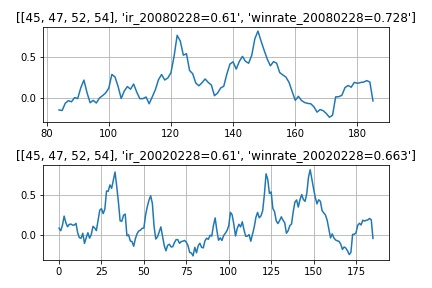 [[45, 47, 52, 54], 'ir_20080228=0.61', 'winrate_20080228=0.728']
0.5
0.0
80 100 120 140 160 180
[[45, 47, 52, 54], 'ir_20020228=0.61', 'winrate_20020228=0.663']
0.5
0.0
0 25 50 75 100 125 150 175